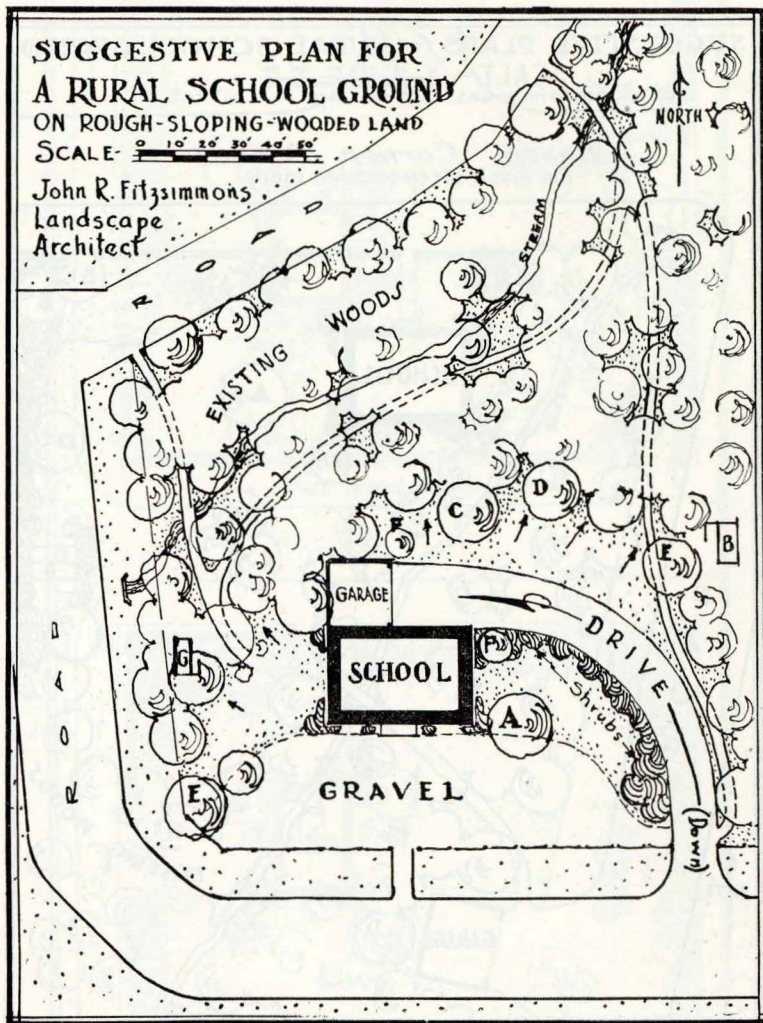 SUGGESTIVE PLAN FOR
A RURAL SCHOOL GROUND
ON ROUGH-SLOPING-WOODED LAND
SCALE 0 10' 20' 30' 40' 50'
John R. Fitzsimmons
Landscape
Architect
NORTH
ROAD
STREAM
EXISTING WOODS
C
D
F
E
B
GARAGE
DRIVE
G
SCHOOL
F
Shrubs
A
ROAD
E
GRAVEL
(Down)